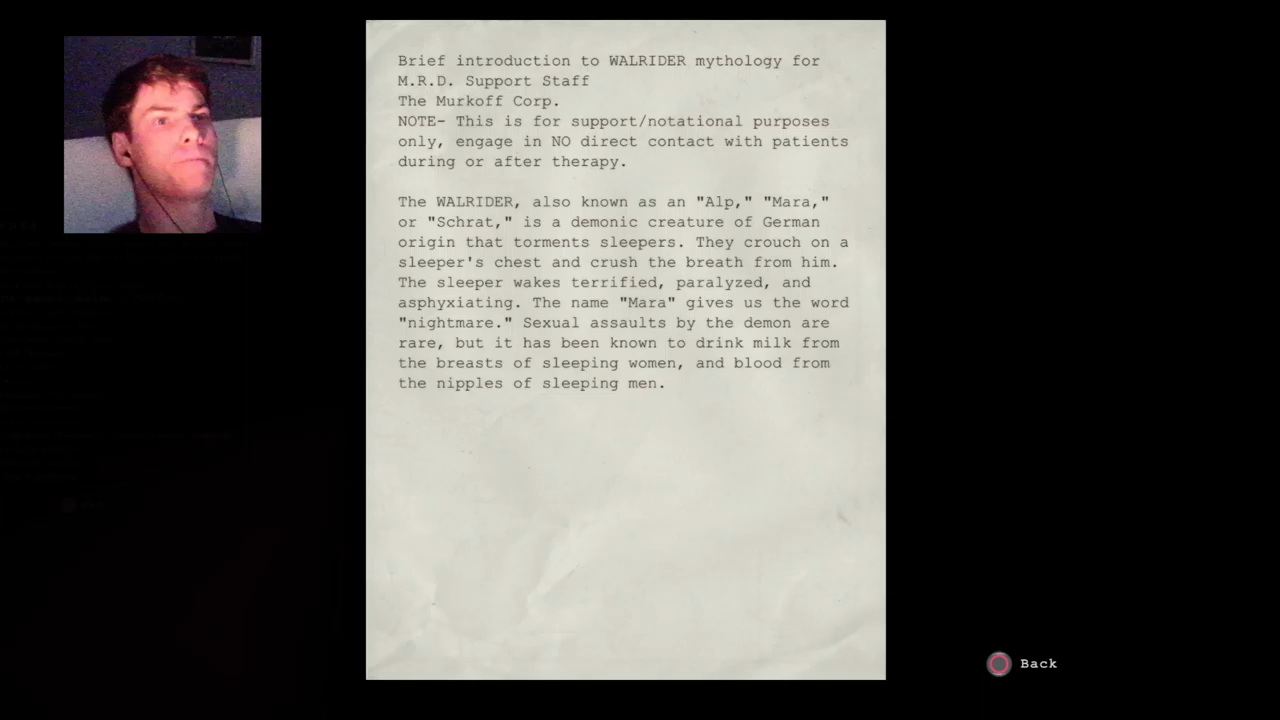 Brief introduction to WALRIDER mythology for
M.R.D. Support Staff
The Murkoff Corp.
NOTE- This is for support/notational purposes
only, engage in NO direct contact with patients
during or after therapy.
The WALRIDER, also known as an "Alp," "Mara,"
or "Schrat," is a demonic creature of German
origin that torments sleepers. They crouch on a
sleeper's chest and crush the breath from him.
The sleeper wakes terrified, paralyzed, and
asphyxiating. The name "Mara" gives us the word
"nightmare." Sexual assaults by the demon are
rare, but it has been known to drink milk from
the breasts of sleeping women, and blood from
the nipples of sleeping men.
Back